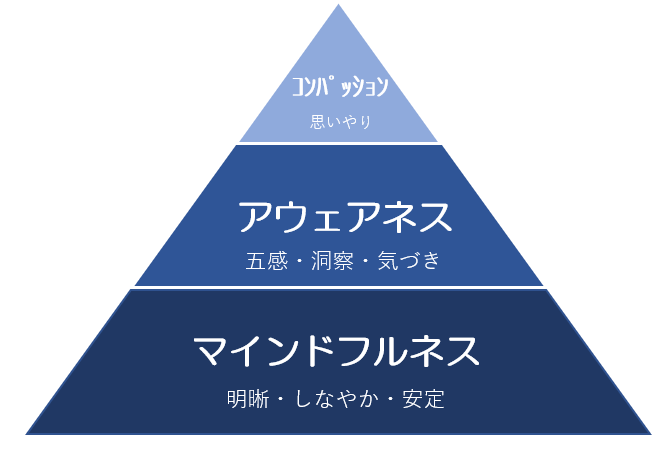 ｺﾝﾊﾟｯｼｮﾝ
思いやり
アウェアネス
五感・洞察・気づき
マインドフルネス
明晰・しなやか・安定